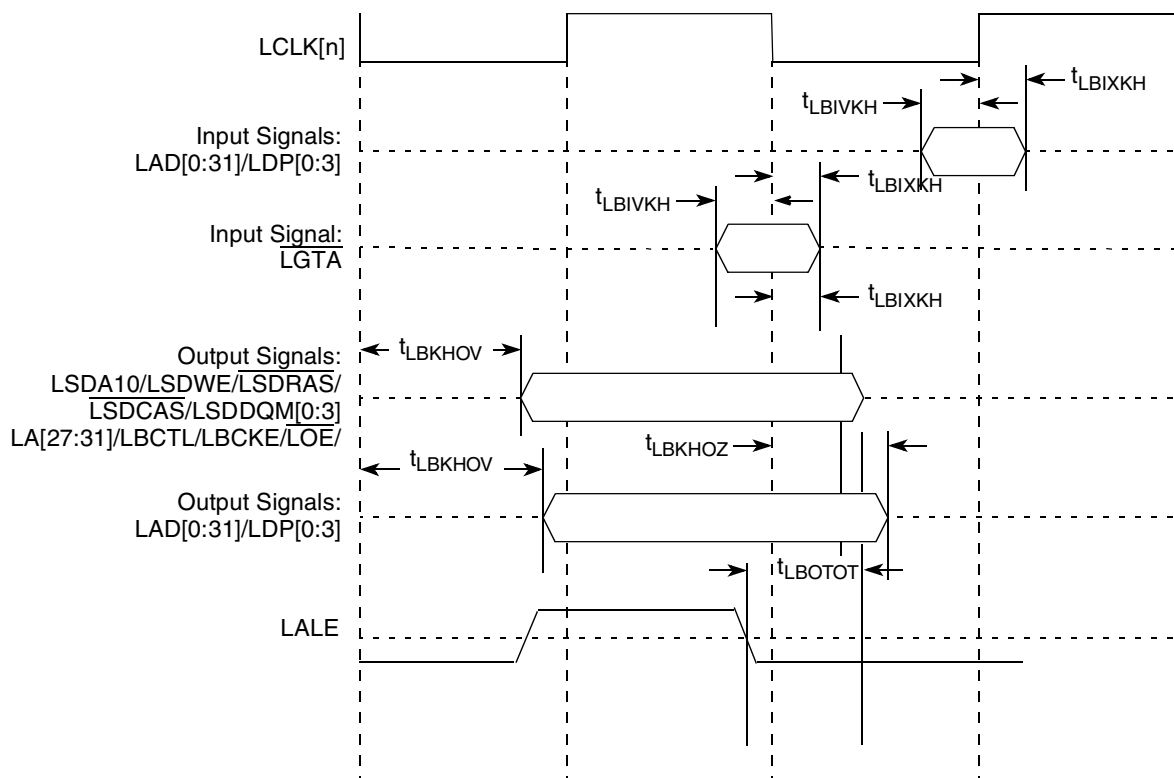 LCLK[n]
tLBIXKH
tLBIVKH
Input Signals:
LAD[0:31]/LDP[0:3]
tLBIXKH
tLBIVKH
Input Signal:
LGTA
tLBIXKH
tLBKHOV
Output Signals:
LSDA10/LSDWE/LSDRAS/
LSDCAS/LSDDQM[0:3]
LA[27:31]/LBCTL/LBCKE/LOE/
tLBKHOZ
tLBKHOV
Output Signals:
LAD[0:31]/LDP[0:3]
tLBOTOT
LALE